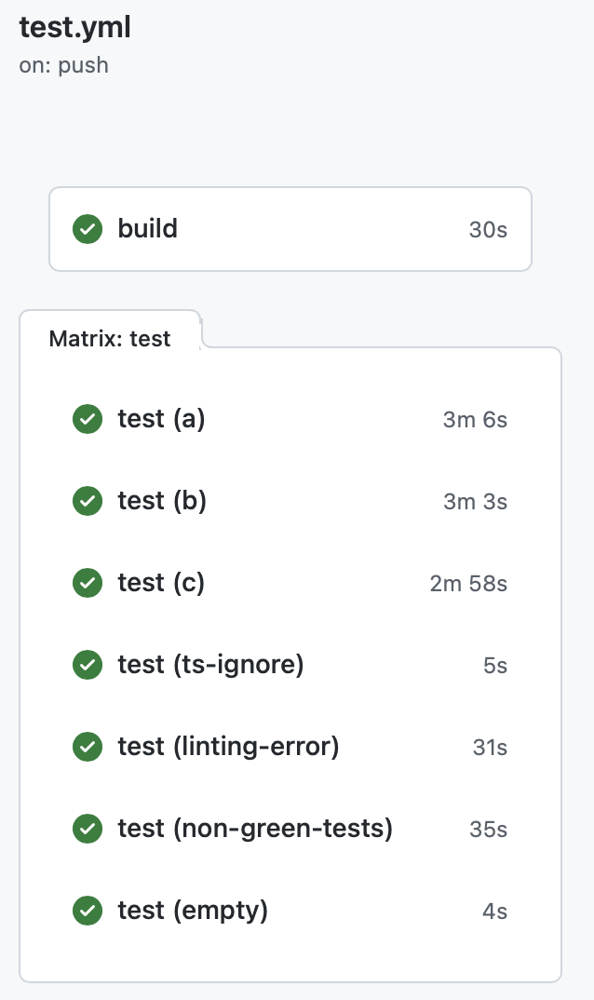 test.yml
on: push
build 30s
Matrix: test
test (a) 3m 6s
test (b) 3m 3s
test (c) 2m 58s
test (ts-ignore) 5s
test (linting-error) 31s
test (non-green-tests) 35s
test (empty) 4s